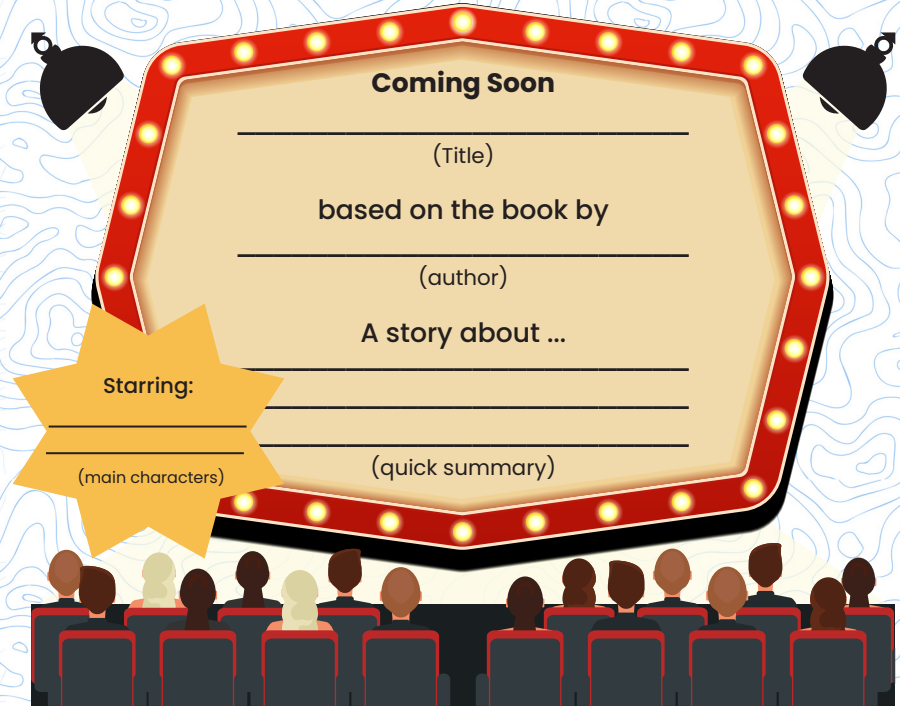 Coming Soon
(Title)
based on the book by
(author)
A story about ...
(quick summary)
Starring:
(main characters)